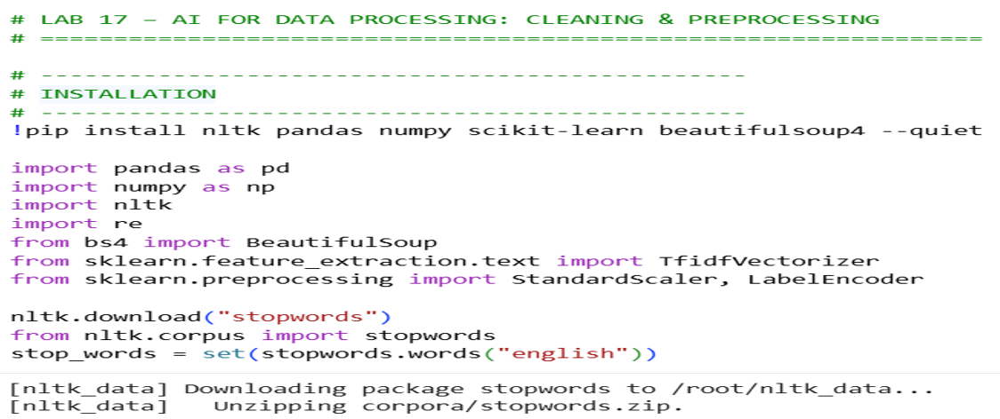 # LAB 17 – AI FOR DATA PROCESSING: CLEANING & PREPROCESSING
# ================================================================
# ------------------------------------------------
# INSTALLATION
# ------------------------------------------------
!pip install nltk pandas numpy scikit-learn beautifulsoup4 --quiet
import pandas as pd
import numpy as np
import nltk
import re
from bs4 import BeautifulSoup
from sklearn.feature_extraction.text import TfidfVectorizer
from sklearn.preprocessing import StandardScaler, LabelEncoder
nltk.download("stopwords")
from nltk.corpus import stopwords
stop_words = set(stopwords.words("english"))
[nltk_data] Downloading package stopwords to /root/nltk_data...
[nltk_data]   Unzipping corpora/stopwords.zip.